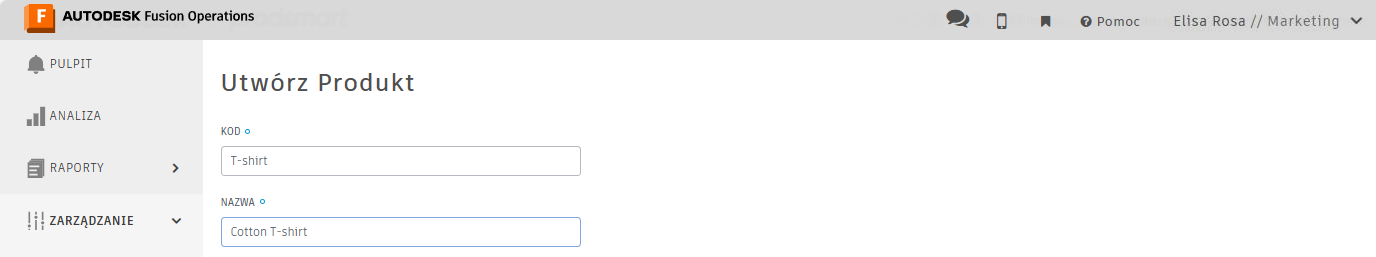 AUTODESK Fusion Operations
Pomoc
Elisa Rosa // Marketing
PULPIT
ANALIZA
RAPORTY
ZARZĄDZANIE
Utwórz Produkt
KOD
T-shirt
NAZWA
Cotton T-shirt